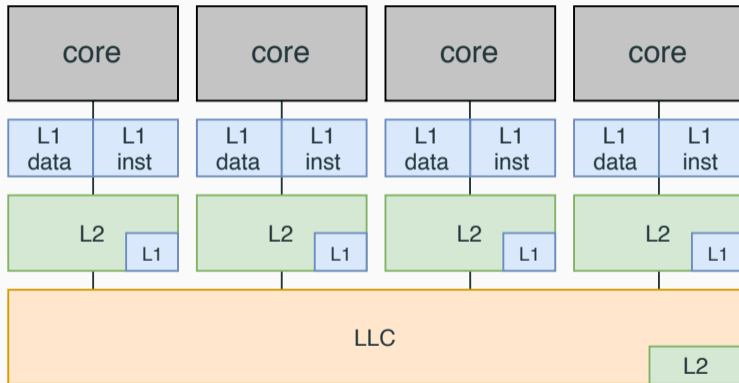 core core core core
L1 L1 L1 L1 L1 L1 L1 L1
data inst data inst data inst data inst
L2 L2 L2 L2
L1 L1 L1 L1
LLC
L2